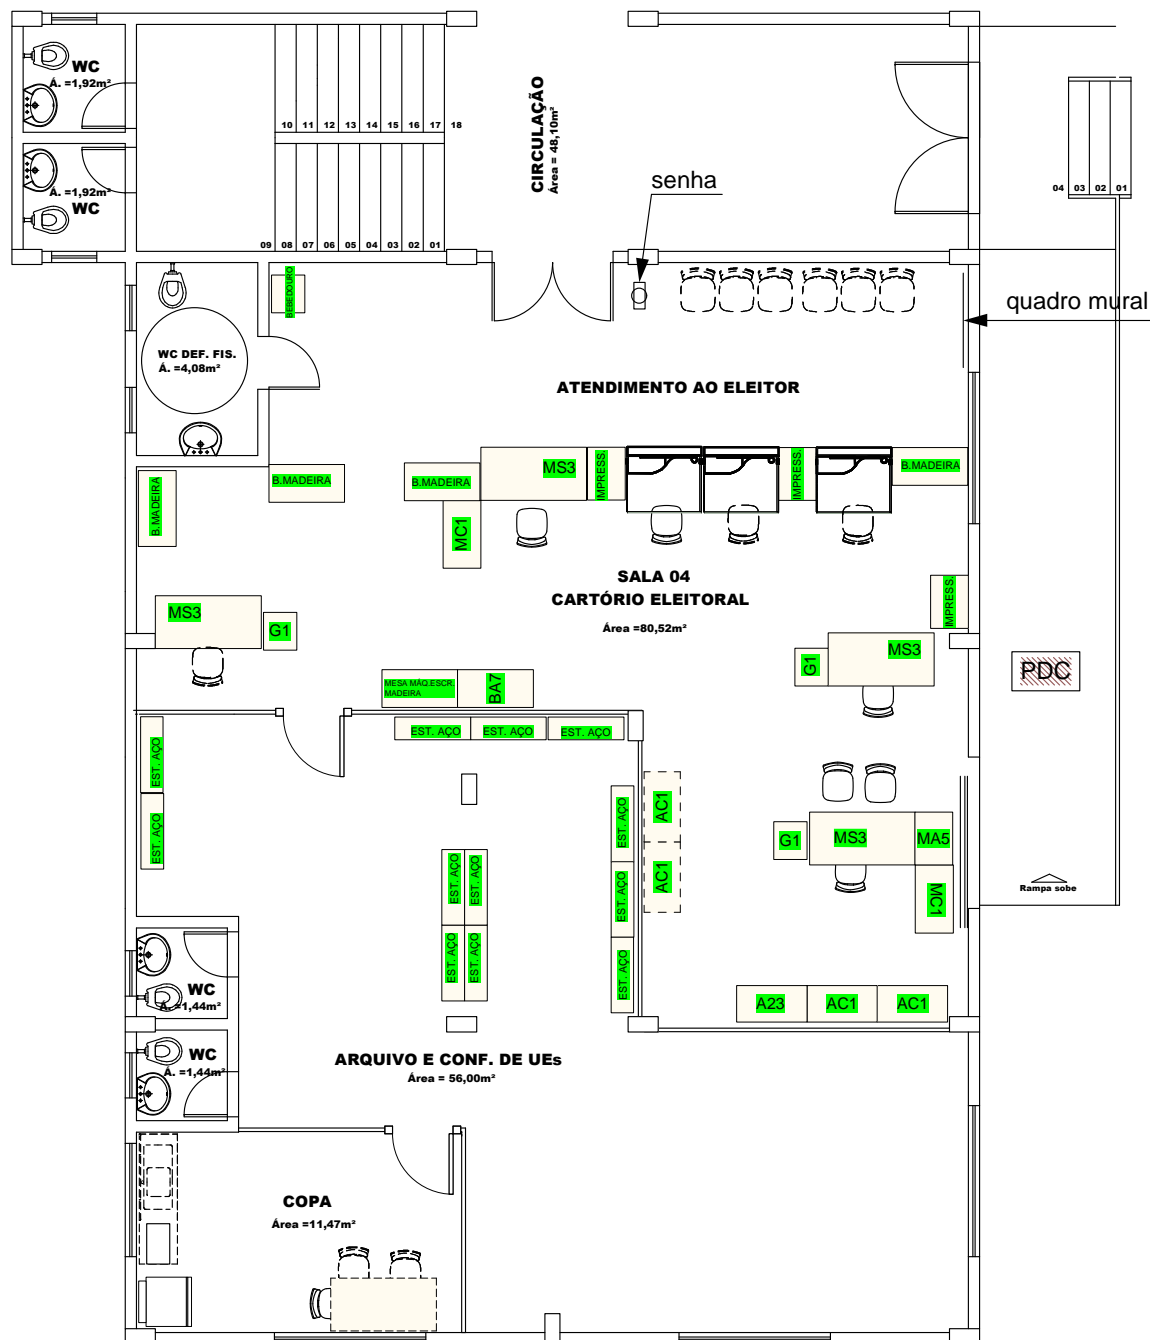 WC
Á. =1,92m²
Á. =1,92m²
WC
10 11 12 13 14 15 16 17 18
09 08 07 06 05 04 03 02 01
CIRCULAÇÃO
Área = 48,10m²
senha
04 03 02 01
quadro mural
BEBEDOURO
WC DEF. FIS.
Á. =4,08m²
ATENDIMENTO AO ELEITOR
B.MADEIRA
B.MADEIRA
B.MADEIRA
MS3
IMPRESS.
IMPRESS.
B.MADEIRA
MC1
SALA 04
CARTÓRIO ELEITORAL
Área =80,52m²
IMPRESS.
MS3
G1
MS3
G1
PDC
MESA MÁQ.ESCR.
MADEIRA
BA7
EST. AÇO
EST. AÇO
EST. AÇO
EST. AÇO
EST. AÇO
EST. AÇO
EST. AÇO
EST. AÇO
AC1
AC1
G1
MS3
MA5
MC1
EST. AÇO
EST. AÇO
EST. AÇO
EST. AÇO
Rampa sobe
A23
AC1
AC1
WC
Á. =1,44m²
WC
Á. =1,44m²
ARQUIVO E CONF. DE UEs
Área = 56,00m²
COPA
Área =11,47m²